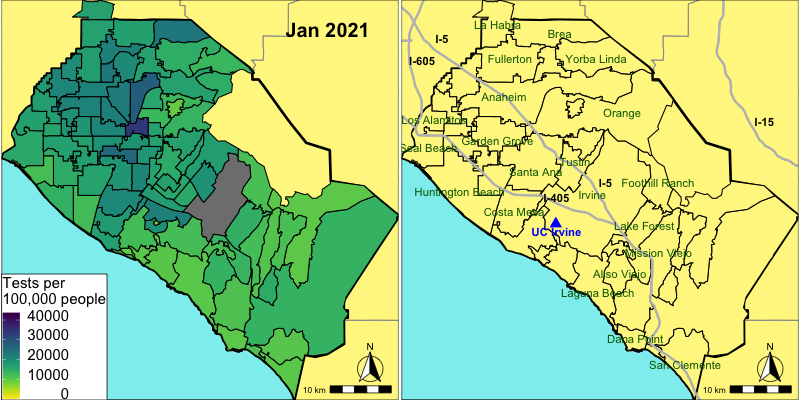 Jan 2021
Tests per
100,000 people
40000
30000
20000
10000
0
N
10 km
La Habra
Brea
I-5
I-605
Fullerton
Yorba Linda
Anaheim
Orange
Los Alamitos
I-15
Garden Grove
Seal Beach
Tustin
Santa Ana
I-5
Foothill Ranch
Huntington Beach
Irvine
I-405
Costa Mesa
UC Irvine
Lake Forest
Mission Viejo
Aliso Viejo
Laguna Beach
Dana Point
San Clemente
N
10 km